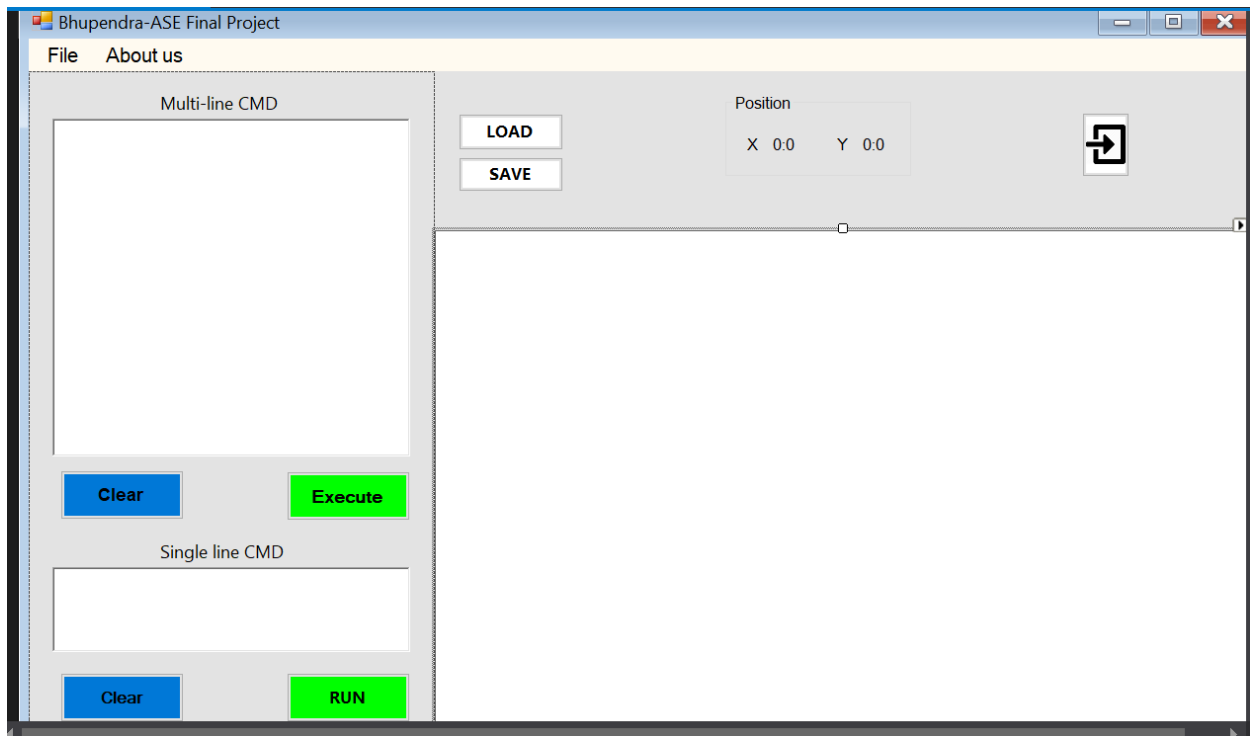 Bhupendra-ASE Final Project
File About us
Multi-line CMD
LOAD
SAVE
Position
X 0:0 Y 0:0
Clear Execute
Single line CMD
Clear RUN